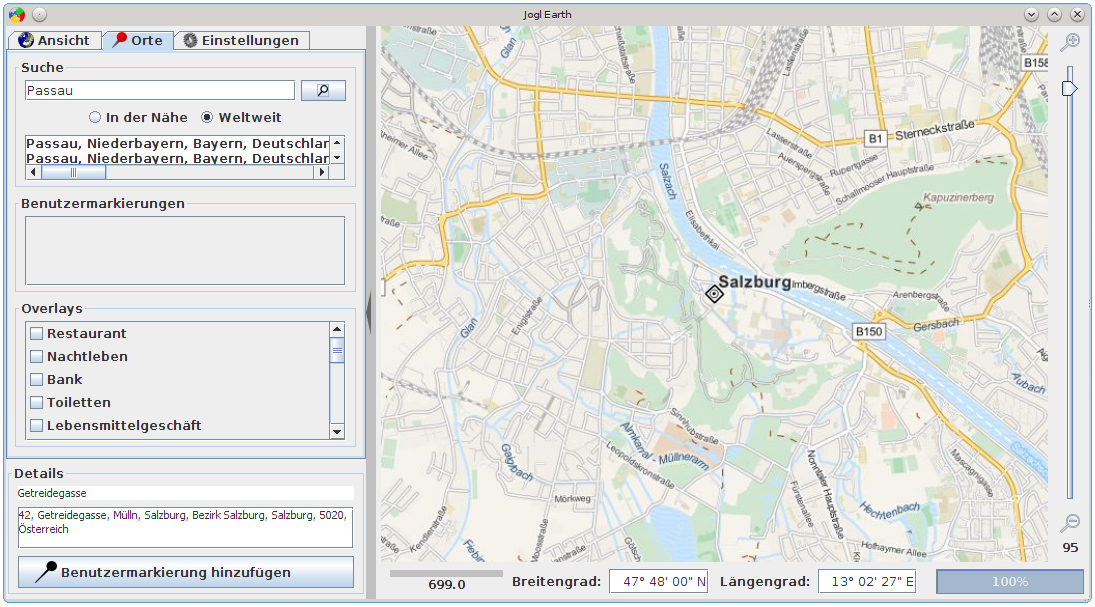 Jogl Earth
Ansicht
Orte
Einstellungen
Suche
Passau
In der Nähe
Weltweit
Passau, Niederbayern, Bayern, Deutschlar
Passau, Niederbayern, Bayern, Deutschlar
Benutzermarkierungen
Overlays
Restaurant
Nachtleben
Bank
Toiletten
Lebensmittelgeschäft
Details
Getreidegasse
42, Getreidegasse, Mülln, Salzburg, Bezirk Salzburg, Salzburg, 5020,
Österreich
Benutzermarkierung hinzufügen
Glan
B158
B1
Sterneckstraße
Lasserstraße
Auerspergstraße
Rupertgasse
Schallmooser Hauptstraße
Salzach
Kapuzinerberg
Elisabethkai
Salzburg
Imbergstraße
Arenbergstraße
Gersbach
B150
Glan
Aubach
Sinnhubstraße
Almkanal - Müllnerarm
Leopoldskronstraße
Nonntaler Hauptstraße
Fürstenallee
Mascagnigasse
Hechtenbach
Hofhaymer Allee
Mörkweg
Moosstraße
Kendlerstraße
95
699.0
Breitengrad:
47° 48' 00" N
Längengrad:
13° 02' 27" E
100%